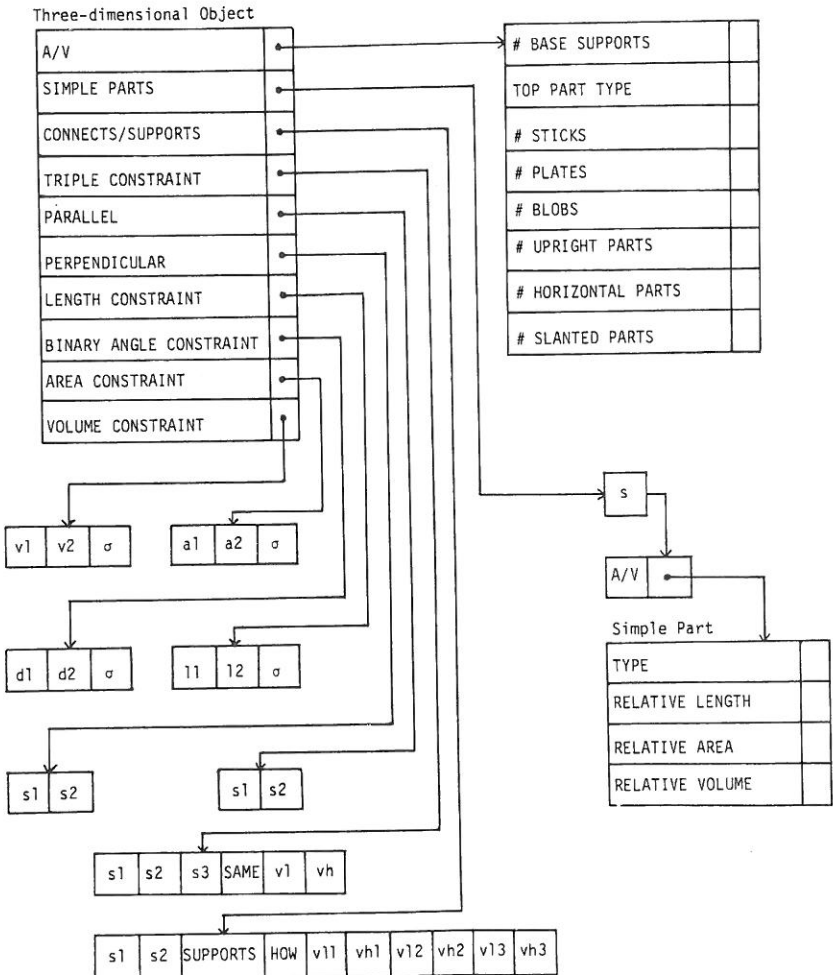 Three-dimensional Object
A/V
SIMPLE PARTS
CONNECTS/SUPPORTS
TRIPLE CONSTRAINT
PARALLEL
PERPENDICULAR
LENGTH CONSTRAINT
BINARY ANGLE CONSTRAINT
AREA CONSTRAINT
VOLUME CONSTRAINT
# BASE SUPPORTS
TOP PART TYPE
# STICKS
# PLATES
# BLOBS
# UPRIGHT PARTS
# HORIZONTAL PARTS
# SLANTED PARTS
s
A/V
Simple Part
TYPE
RELATIVE LENGTH
RELATIVE AREA
RELATIVE VOLUME
v1 v2 σ
a1 a2 σ
d1 d2 σ
l1 l2 σ
s1 s2
s1 s2
s1 s2 s3 SAME vl vh
s1 s2 SUPPORTS HOW vl1 vh1 vl2 vh2 vl3 vh3